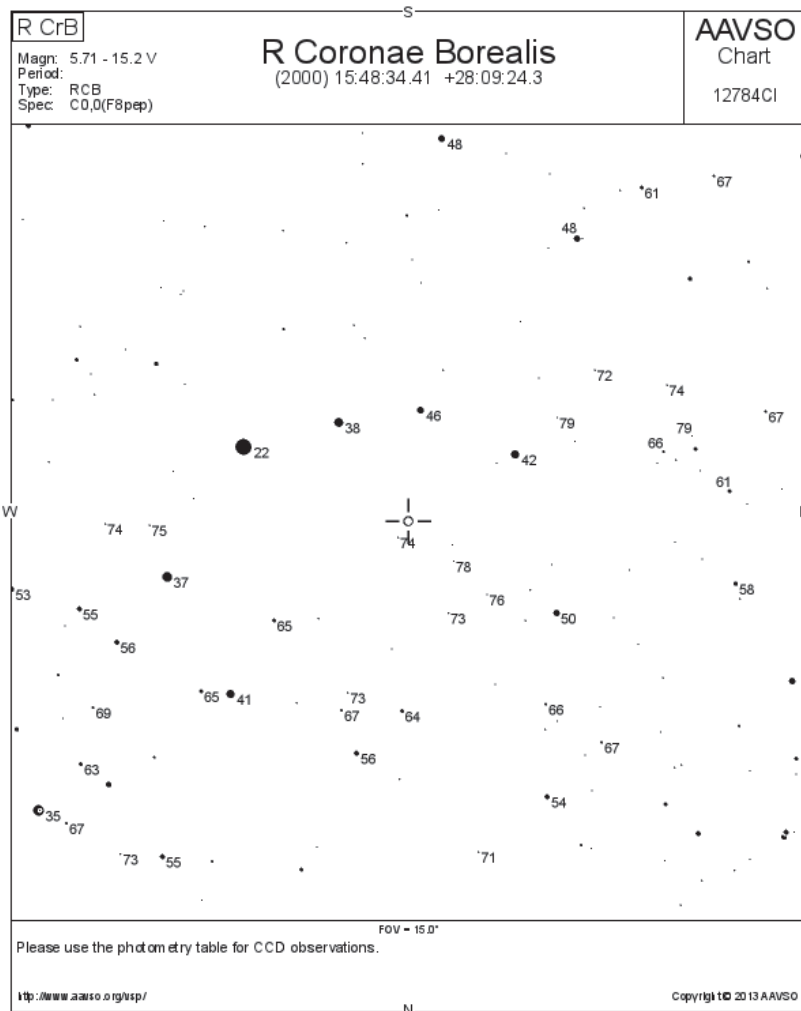 S
R CrB
Magn: 5.71 - 15.2 V
Period:
Type: RCB
Spec: C0,0(F8pep)
R Coronae Borealis
(2000) 15:48:34.41 +28:09:24.3
AAVSO
Chart
12784CI
48
67
61
48
72
74
46
67
38
79
79
22
42
66
61
W
74
75
74
78
37
58
53
55
76
73
50
65
56
65
41
73
69
67
64
66
67
56
63
54
35
67
73
55
71
FOV = 15.0°
Please use the photometry table for CCD observations.
http://www.aavso.org/vsp/
Copyright © 2013 AAVSO
N